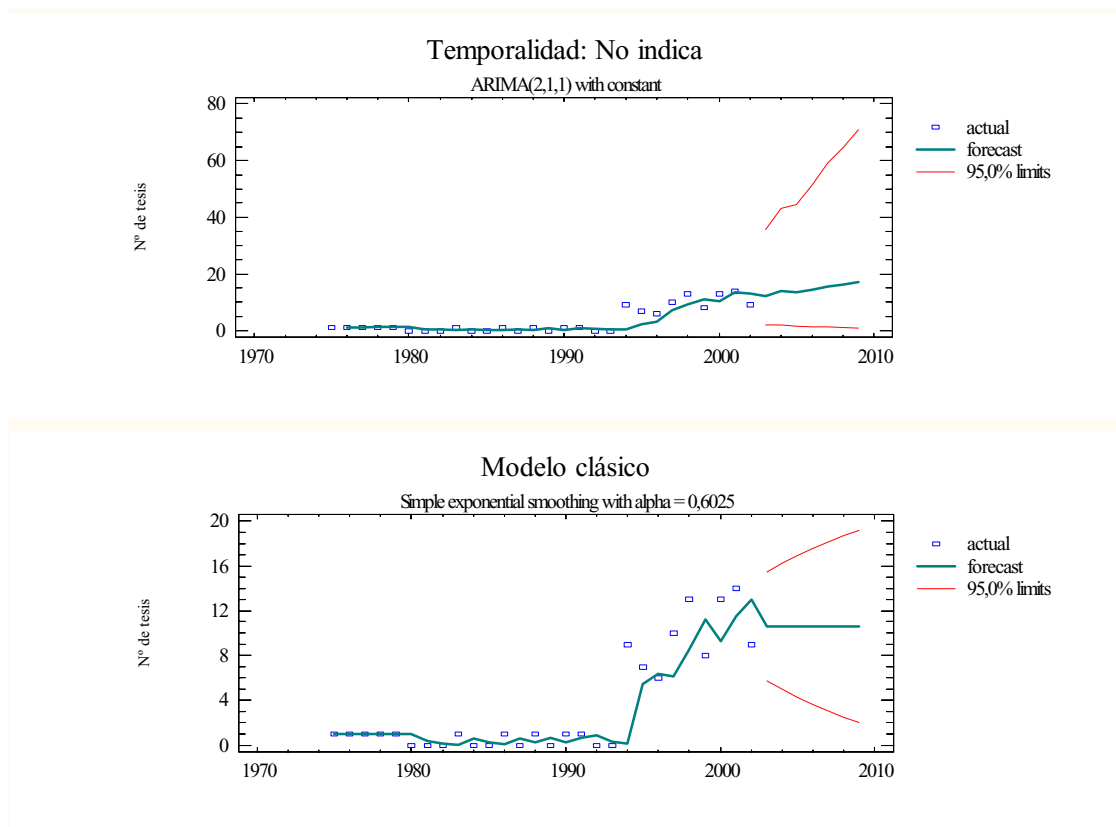 Temporalidad: No indica
ARIMA(2,1,1) with constant
80
60
40
20
0
Nº de tesis
1970
1980
1990
2000
2010
actual
forecast
95,0% limits
Modelo clásico
Simple exponential smoothing with alpha = 0,6025
20
16
12
8
4
0
Nº de tesis
1970
1980
1990
2000
2010
actual
forecast
95,0% limits